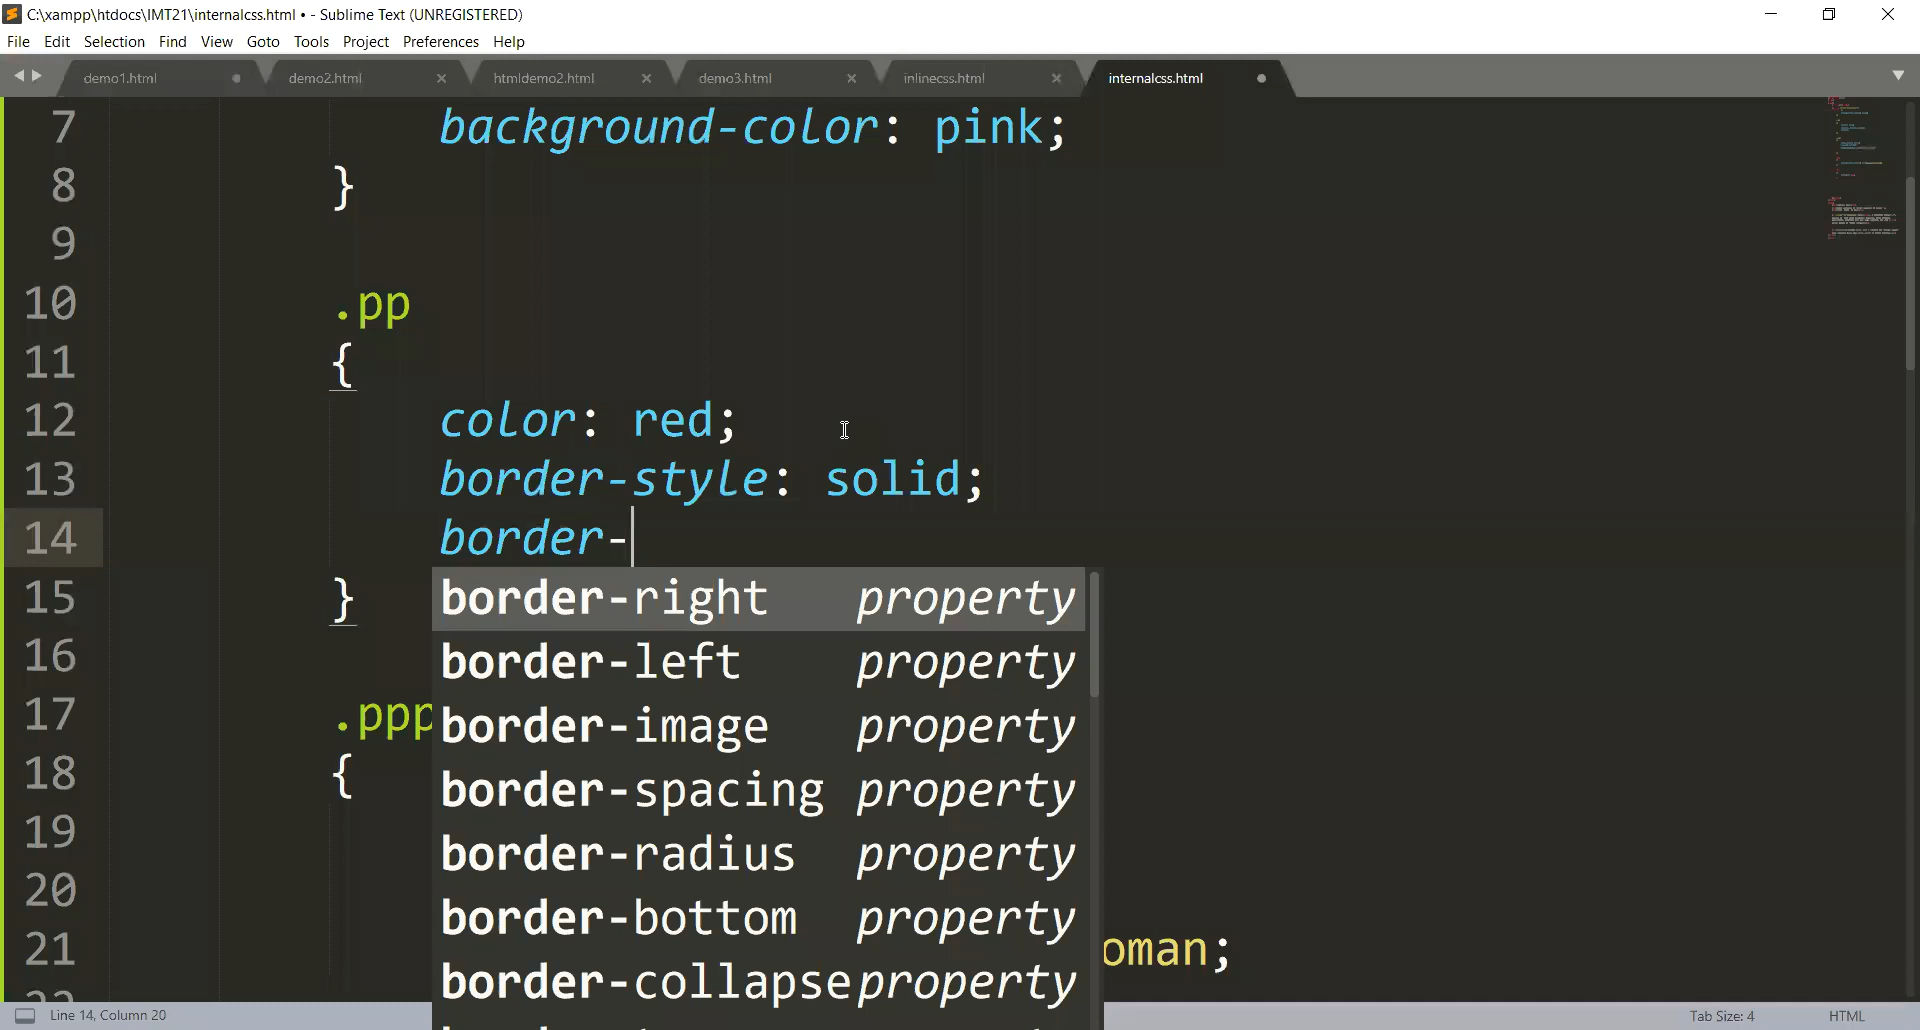 C:\xampp\htdocs\IMT21\internalcss.html • - Sublime Text (UNREGISTERED)
File Edit Selection Find View Goto Tools Project Preferences Help
demo1.html demo2.html htmldemo2.html demo3.html inlinecss.html internalcss.html
7 background-color: pink;
8 }
9
10 .pp
11 {
12 color: red;
13 border-style: solid;
14 border-
15 }
border-right property
16
border-left property
17 .ppp
border-image property
18 {
border-spacing property
19
border-radius property
20
border-bottom property
21 oman;
border-collapse property
Line 14, Column 20 Tab Size: 4 HTML